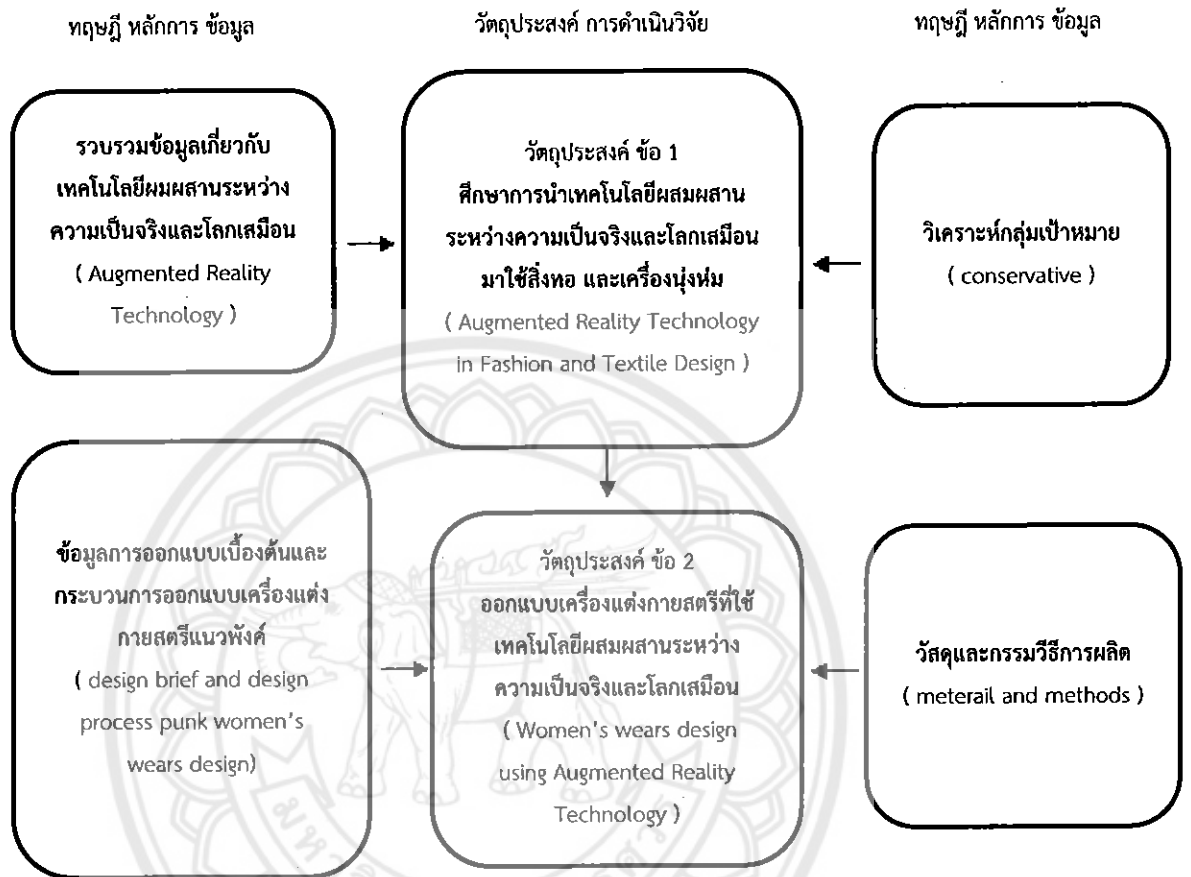 ทฤษฎี หลักการ ข้อมูล
วัตถุประสงค์ การดำเนินวิจัย
ทฤษฎี หลักการ ข้อมูล
รวบรวมข้อมูลเกี่ยวกับ
เทคโนโลยีผมผสานระหว่าง
ความเป็นจริงและโลกเสมือน
( Augmented Reality
Technology )
วัตถุประสงค์ ข้อ 1
ศึกษาการนำเทคโนโลยีผสมผสาน
ระหว่างความเป็นจริงและโลกเสมือน
มาใช้สิ่งทอ และเครื่องนุ่งห่ม
( Augmented Reality Technology
in Fashion and Textile Design )
วิเคราะห์กลุ่มเป้าหมาย
( conservative )
ข้อมูลการออกแบบเบื้องต้นและ
กระบวนการออกแบบเครื่องแต่ง
กายสตรีแนวพังค์
( design brief and design
process punk women's
wears design)
วัตถุประสงค์ ข้อ 2
ออกแบบเครื่องแต่งกายสตรีที่ใช้
เทคโนโลยีผสมผสานระหว่าง
ความเป็นจริงและโลกเสมือน
( Women's wears design
using Augmented Reality
Technology )
วัสดุและกรรมวีธีการผลิต
( meterail and methods )